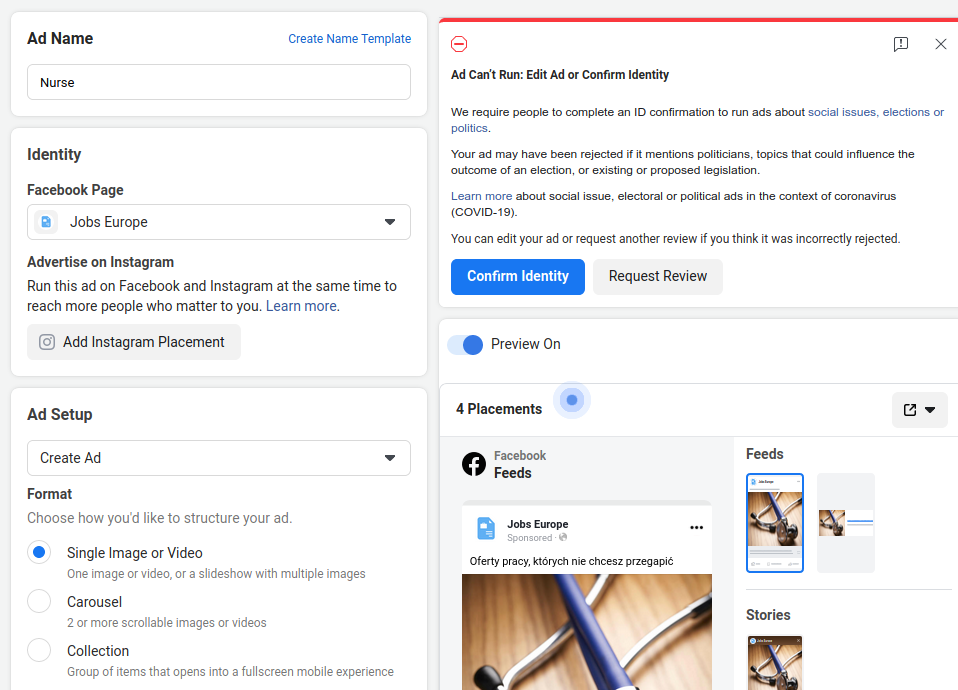 Ad Name
Create Name Template
Nurse
Identity
Facebook Page
Jobs Europe
Advertise on Instagram
Run this ad on Facebook and Instagram at the same time to
reach more people who matter to you. Learn more.
Add Instagram Placement
Ad Setup
Create Ad
Format
Choose how you'd like to structure your ad.
Single Image or Video
One image or video, or a slideshow with multiple images
Carousel
2 or more scrollable images or videos
Collection
Group of items that opens into a fullscreen mobile experience
Ad Can't Run: Edit Ad or Confirm Identity
We require people to complete an ID confirmation to run ads about social issues, elections or
politics.
Your ad may have been rejected if it mentions politicians, topics that could influence the
outcome of an election, or existing or proposed legislation.
Learn more about social issue, electoral or political ads in the context of coronavirus
(COVID-19).
You can edit your ad or request another review if you think it was incorrectly rejected.
Confirm Identity
Request Review
Preview On
4 Placements
Facebook
Feeds
Jobs Europe
Sponsored ·
Oferty pracy, których nie chcesz przegapić
Feeds
Jobs Europe
Stories
Jobs Europe